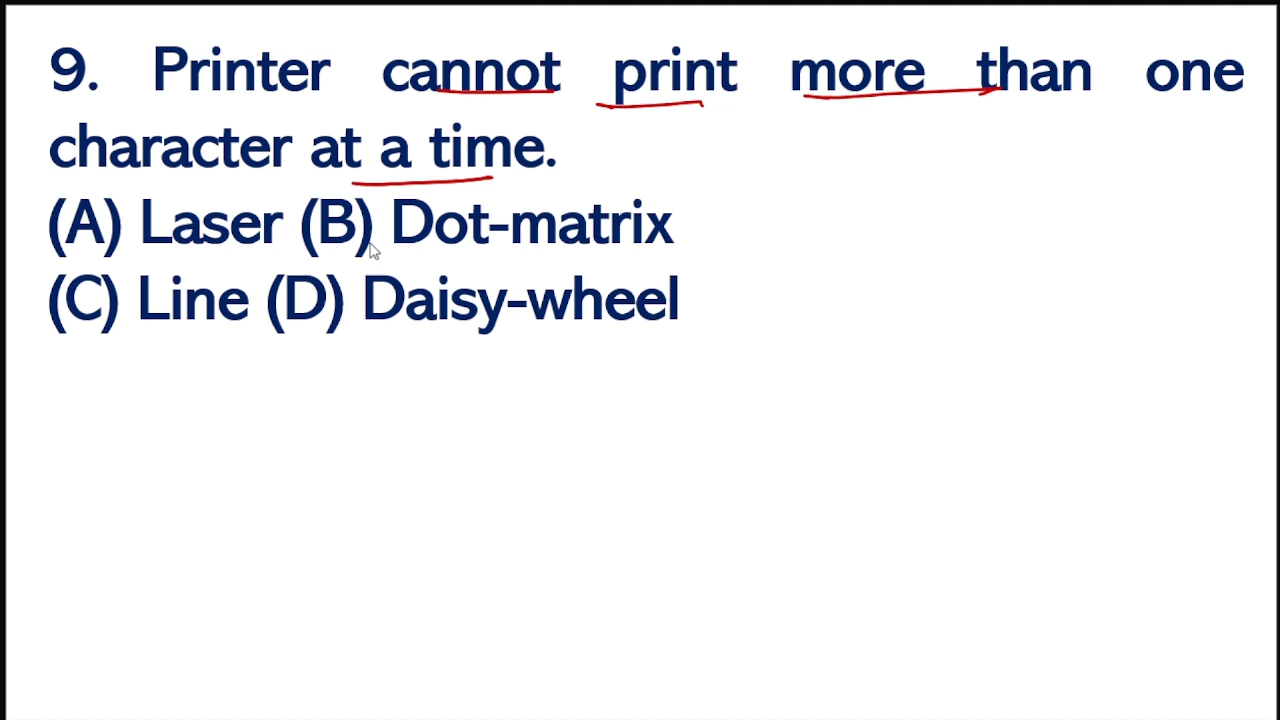 9. Printer cannot print more than one
character at a time.
(A) Laser (B) Dot-matrix
(C) Line (D) Daisy-wheel